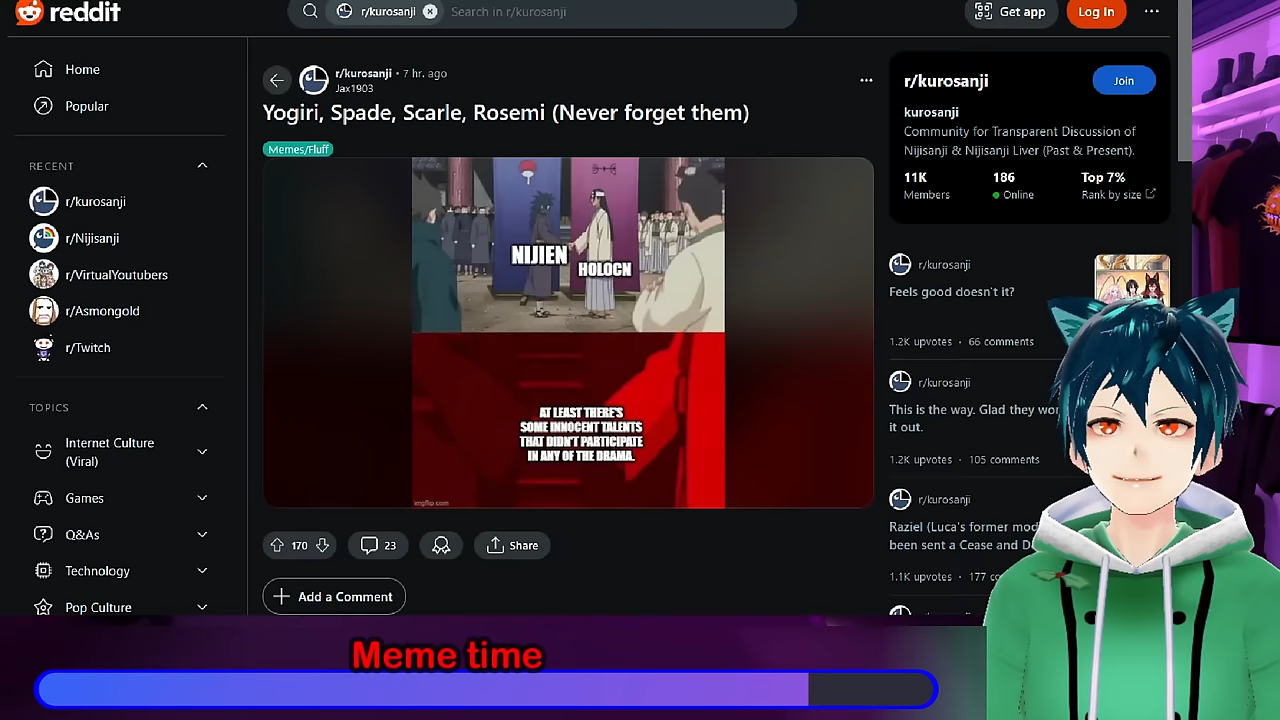 reddit
r/kurosanji
Search in r/kurosanji
Get app
Log In
Home
Popular
RECENT
r/kurosanji
r/Nijisanji
r/VirtualYoutubers
r/Asmongold
r/Twitch
TOPICS
Internet Culture
(Viral)
Games
Q&As
Technology
Pop Culture
r/kurosanji • 7 hr. ago
Jax1903
Yogiri, Spade, Scarle, Rosemi (Never forget them)
Memes/Fluff
NIJIEN
HOLOCN
AT LEAST THERE'S
SOME INNOCENT TALENTS
THAT DIDN'T PARTICIPATE
IN ANY OF THE DRAMA.
imgflip.com
170
23
Share
Add a Comment
r/kurosanji
Join
kurosanji
Community for Transparent Discussion of
Nijisanji & Nijisanji Liver (Past & Present).
11K
186
Top 7%
Members
Online
Rank by size
r/kurosanji
Feels good doesn't it?
1.2K upvotes • 66 comments
r/kurosanji
This is the way. Glad they
it out.
1.2K upvotes • 105 comments
r/kurosanji
Raziel (Luca's former
been sent a Cease and
1.1K upvotes • 177
Meme time